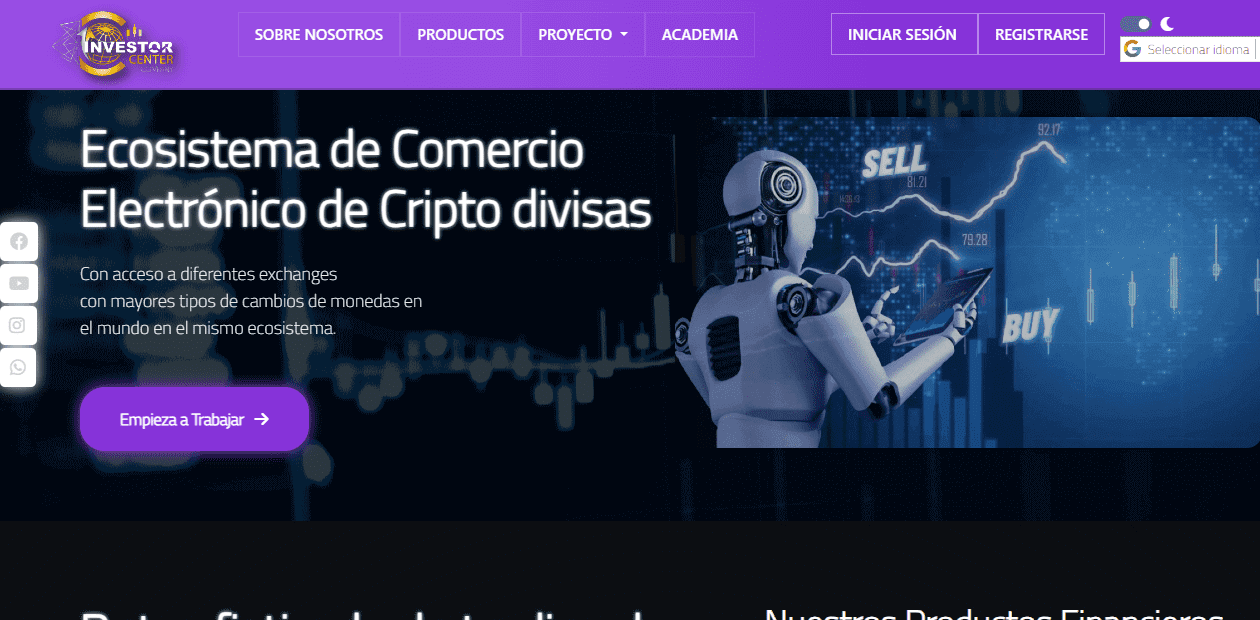 INVESTOR
CENTER
COMPANY
SOBRE NOSOTROS
PRODUCTOS
PROYECTO
ACADEMIA
INICIAR SESIÓN
REGISTRARSE
Seleccionar idioma
Ecosistema de Comercio
Electrónico de Cripto divisas
Con acceso a diferentes exchanges
con mayores tipos de cambios de monedas en
el mundo en el mismo ecosistema.
Empieza a Trabajar
92.17
SELL
81.21
79.28
BUY
Nuestros Productos Financieros